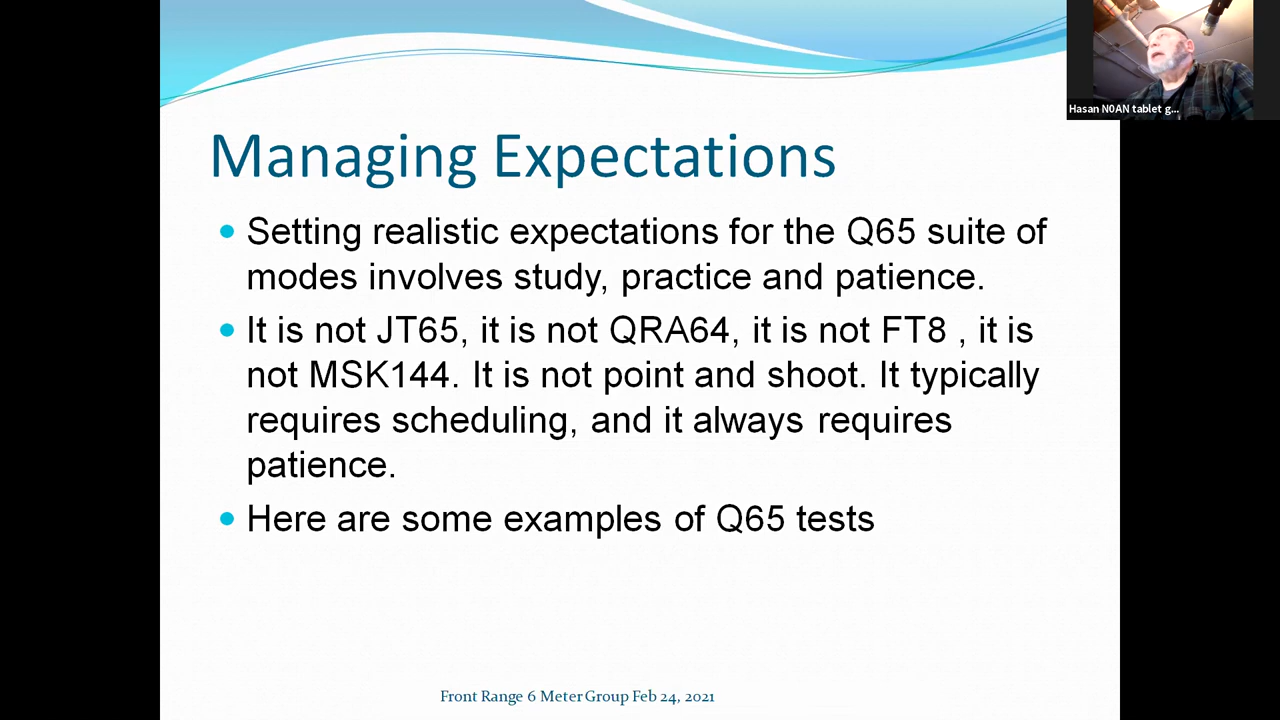 Hasan N0AN tablet g...
Managing Expectations
Setting realistic expectations for the Q65 suite of
modes involves study, practice and patience.
It is not JT65, it is not QRA64, it is not FT8 , it is
not MSK144. It is not point and shoot. It typically
requires scheduling, and it always requires
patience.
Here are some examples of Q65 tests
Front Range 6 Meter Group Feb 24, 2021